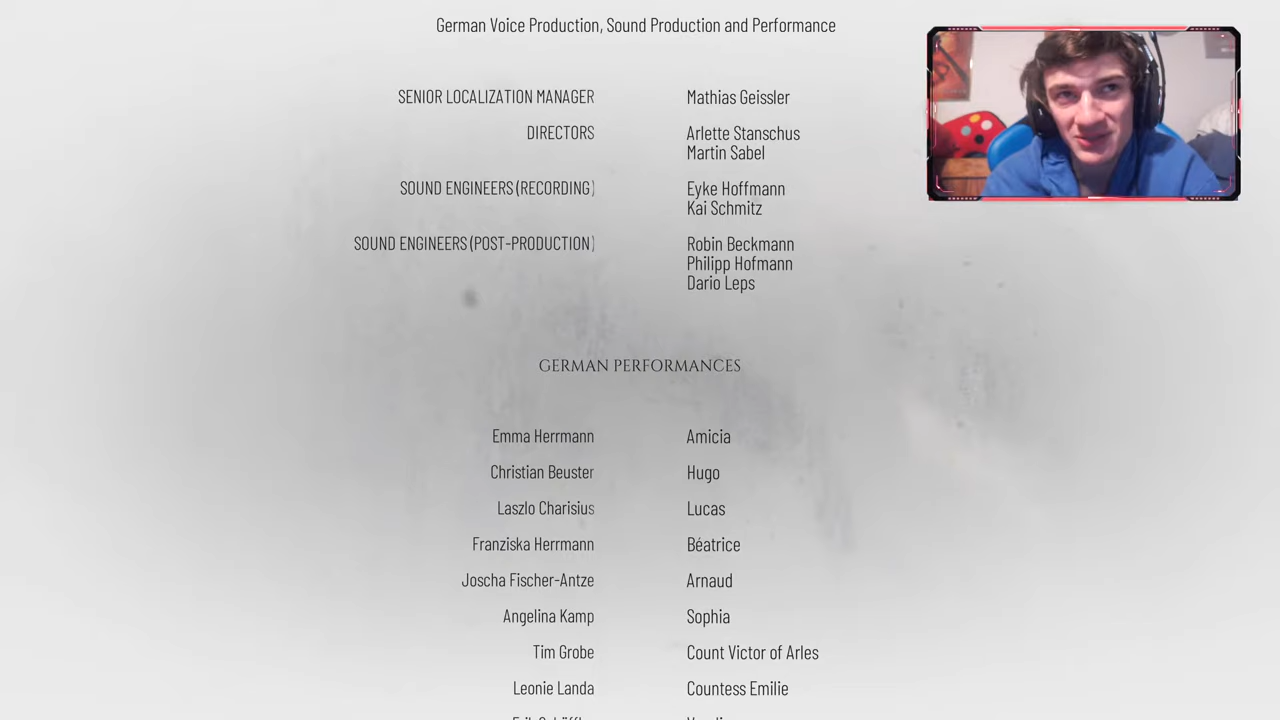 German Voice Production, Sound Production and Performance
SENIOR LOCALIZATION MANAGER Mathias Geissler
DIRECTORS Arlette Stanschus
Martin Sabel
SOUND ENGINEERS (RECORDING) Eyke Hoffmann
Kai Schmitz
SOUND ENGINEERS (POST-PRODUCTION) Robin Beckmann
Philipp Hofmann
Dario Leps
GERMAN PERFORMANCES
Emma Herrmann Amicia
Christian Beuster Hugo
Laszlo Charisius Lucas
Franziska Herrmann Béatrice
Joscha Fischer-Antze Arnaud
Angelina Kamp Sophia
Tim Grobe Count Victor of Arles
Leonie Landa Countess Emilie